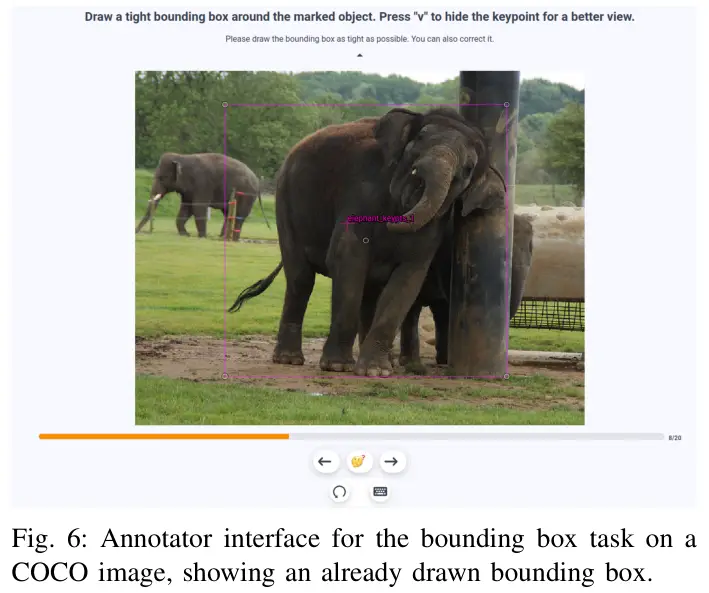 Draw a tight bounding box around the marked object. Press "v" to hide the keypoint for a better view.
Please draw the bounding box as tight as possible. You can also correct it.
8/20
Fig. 6: Annotator interface for the bounding box task on a
COCO image, showing an already drawn bounding box.